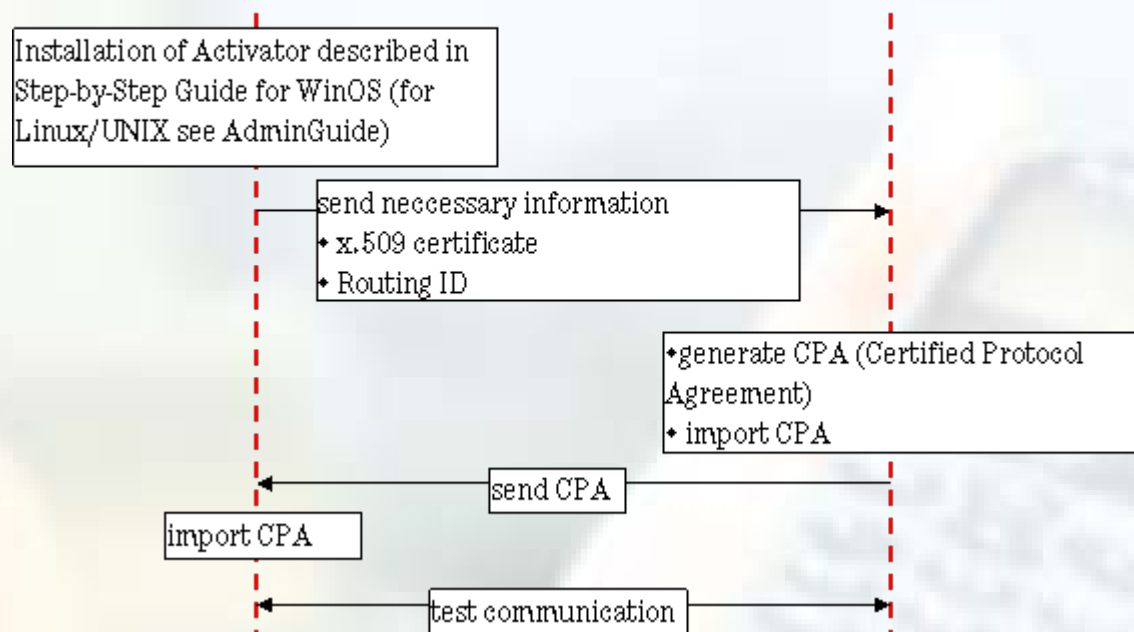 Installation of Activator described in
Step-by-Step Guide for WinOS (for
Linux/UNIX see AdminGuide)
send neccessary information
• x.509 certificate
• Routing ID
•generate CPA (Certified Protocol
Agreement)
• import CPA
send CPA
import CPA
test communication